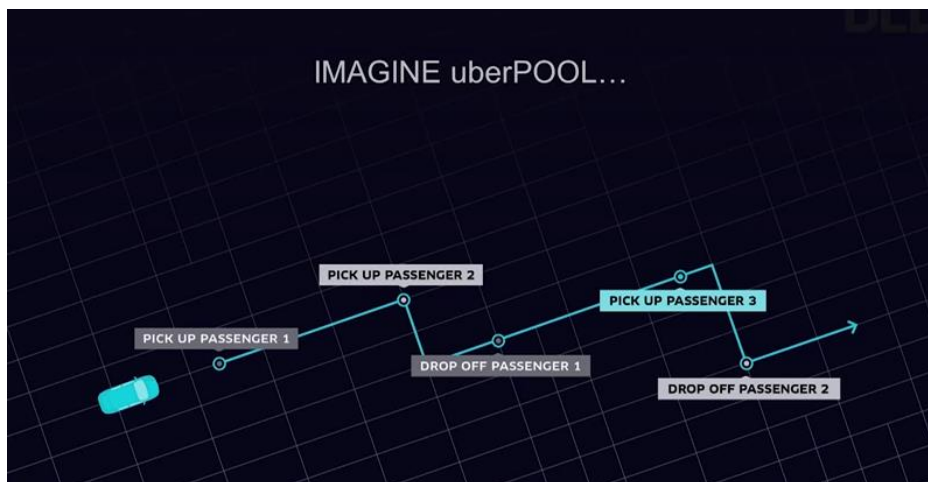 IMAGINE uberPOOL…
PICK UP PASSENGER 1
PICK UP PASSENGER 2
DROP OFF PASSENGER 1
PICK UP PASSENGER 3
DROP OFF PASSENGER 2